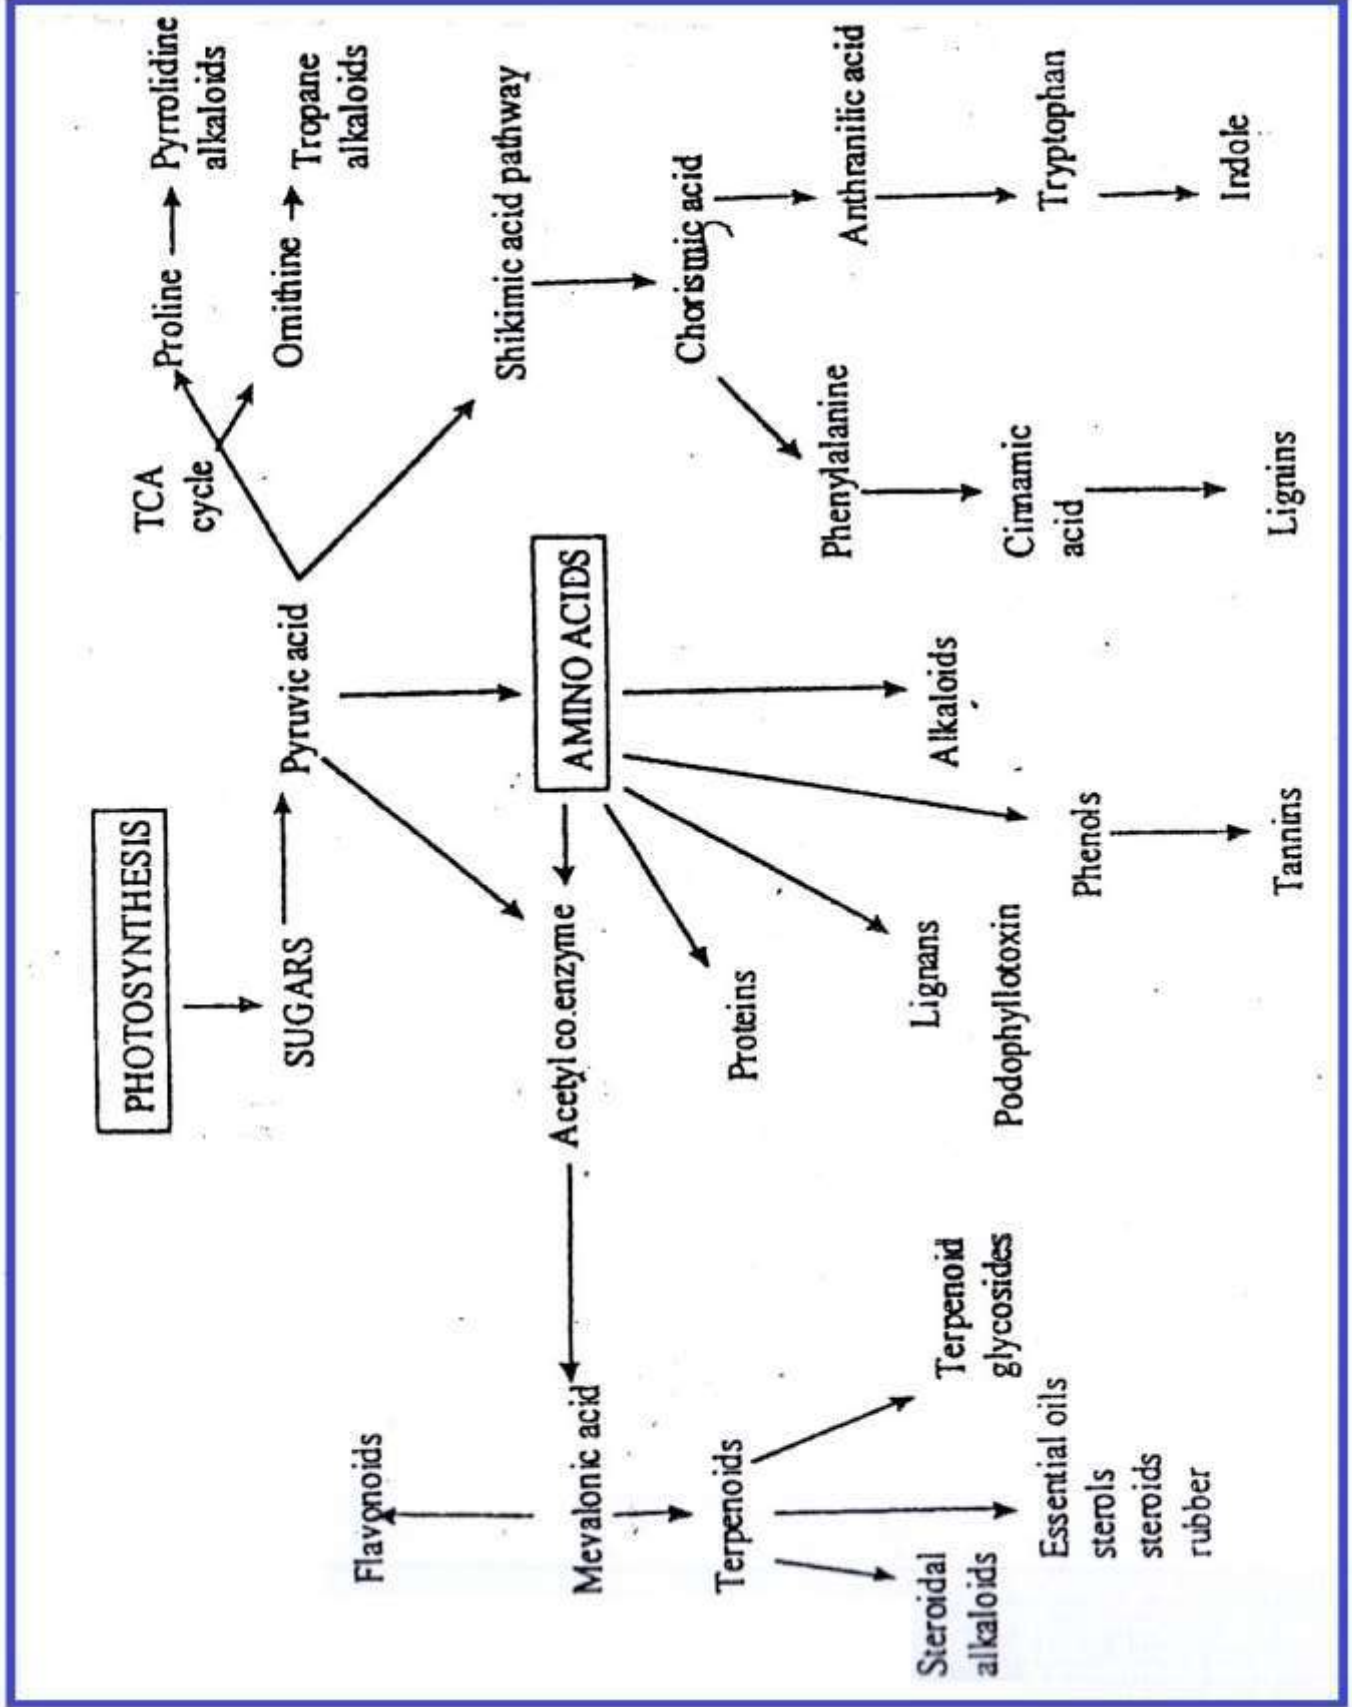 PHOTOSYNTHESIS
SUGARS
Pyruvic acid
TCA
cycle
Proline
Pyrrolidine
alkaloids
Ornithine
Tropane
alkaloids
Flavonoids
Mevalonic acid
Acetyl co.enzyme
AMINO ACIDS
Shikimic acid pathway
Terpenoids
Proteins
Chorismic acid
Steroidal
alkaloids
Terpenoid
glycosides
Lignans
Podophyllotoxin
Alkaloids
Phenylalanine
Anthranilic acid
Essential oils
sterols
steroids
rubber
Phenols
Cinnamic
acid
Tryptophan
Tannins
Lignins
Indole